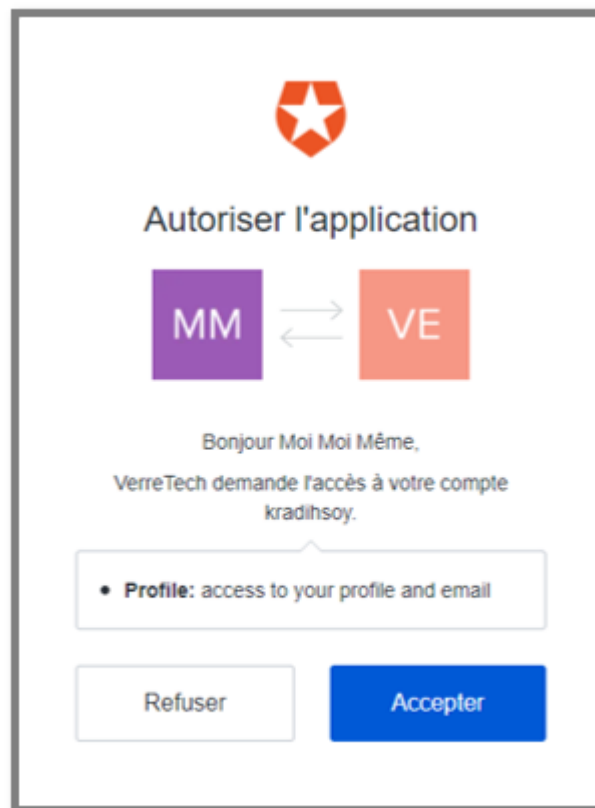 Autoriser l'application
MM
VE
Bonjour Moi Moi Même,
VerreTech demande l'accès à votre compte
kradihsoy.
• Profile: access to your profile and email
Refuser
Accepter